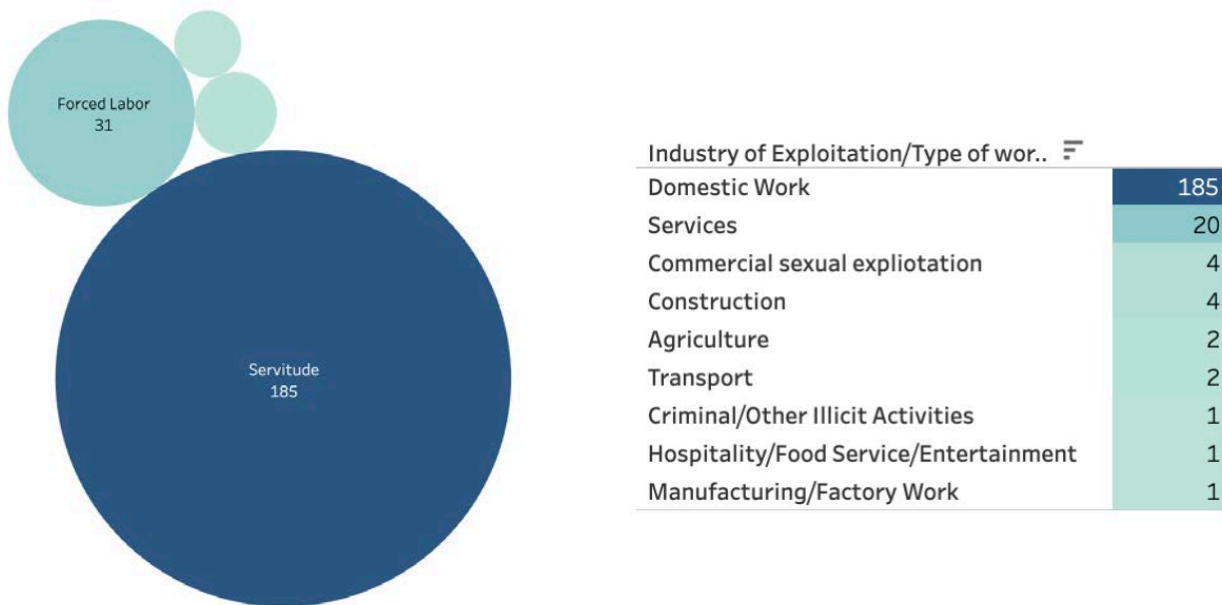 Forced Labor
31
Servitude
185
Industry of Exploitation/Type of wor..
Domestic Work 185
Services 20
Commercial sexual expliotation 4
Construction 4
Agriculture 2
Transport 2
Criminal/Other Illicit Activities 1
Hospitality/Food Service/Entertainment 1
Manufacturing/Factory Work 1